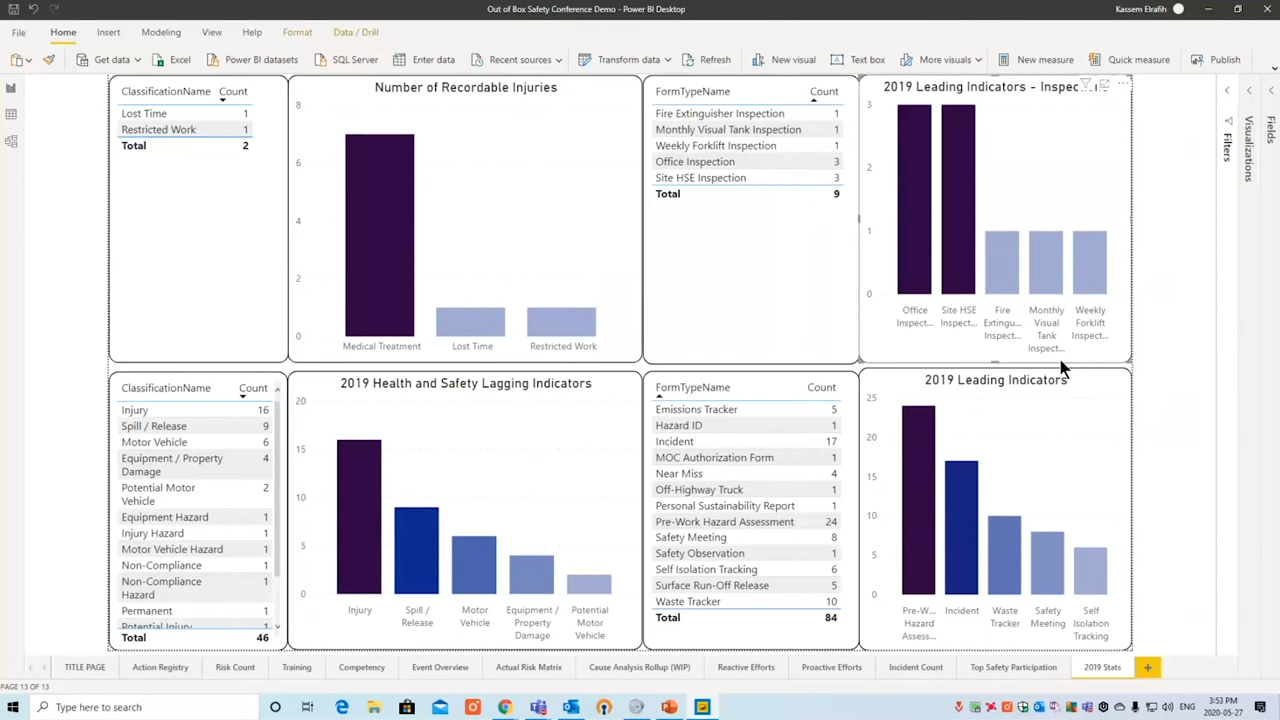 Out of Box Safety Conference Demo - Power BI Desktop
Kassem Elrafih
File Home Insert Modeling View Help Format Data / Drill
Get data Excel Power BI datasets SQL Server Enter data Recent sources Transform data Refresh New visual Text box More visuals New measure Quick measure Publish
ClassificationName Count
Lost Time 1
Restricted Work 1
Total 2
Number of Recordable Injuries
8
6
4
2
0
Medical Treatment Lost Time Restricted Work
FormTypeName Count
Fire Extinguisher Inspection 1
Monthly Visual Tank Inspection 1
Weekly Forklift Inspection 1
Office Inspection 3
Site HSE Inspection 3
Total 9
2019 Leading Indicators - Inspec...
3
2
1
0
Office Site HSE Fire Monthly Weekly
Inspect... Inspect... Extingu... Visual Forklift
Inspect... Tank Inspect...
Inspect...
ClassificationName Count
Injury 16
Spill / Release 9
Motor Vehicle 6
Equipment / Property 4
Damage
Potential Motor 2
Vehicle
Equipment Hazard 1
Injury Hazard 1
Motor Vehicle Hazard 1
Non-Compliance 1
Non-Compliance 1
Hazard
Permanent 1
Potential Injury 1
Total 46
2019 Health and Safety Lagging Indicators
20
15
10
5
0
Injury Spill / Motor Equipment / Potential
Release Vehicle Property Motor
Damage Vehicle
FormTypeName Count
Emissions Tracker 5
Hazard ID 1
Incident 17
MOC Authorization Form 1
Near Miss 4
Off-Highway Truck 1
Personal Sustainability Report 1
Pre-Work Hazard Assessment 24
Safety Meeting 8
Safety Observation 1
Self Isolation Tracking 6
Surface Run-Off Release 5
Waste Tracker 10
Total 84
2019 Leading Indicators
25
20
15
10
5
0
Pre-W... Incident Waste Safety Self
Hazard Tracker Meeting Isolation
Assess... Tracking
Filters
Visualizations
Fields
TITLE PAGE Action Registry Risk Count Training Competency Event Overview Actual Risk Matrix Cause Analysis Rollup (WIP) Reactive Efforts Proactive Efforts Incident Count Top Safety Participation 2019 Stats
PAGE 13 OF 13
Type here to search
ENG
3:53 PM
2020-05-27